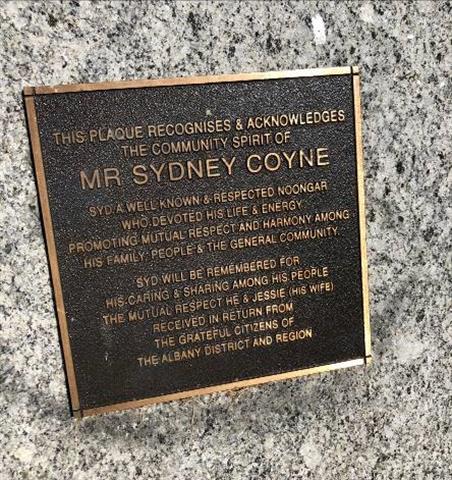 THIS PLAQUE RECOGNISES & ACKNOWLEDGES
THE COMMUNITY SPIRIT OF
MR SYDNEY COYNE
SYD A WELL KNOWN & RESPECTED NOONGAR
WHO DEVOTED HIS LIFE & ENERGY
PROMOTING MUTUAL RESPECT AND HARMONY AMONG
HIS FAMILY, PEOPLE & THE GENERAL COMMUNITY.
SYD WILL BE REMEMBERED FOR
HIS CARING & SHARING AMONG HIS PEOPLE
THE MUTUAL RESPECT HE & JESSIE (HIS WIFE)
RECEIVED IN RETURN FROM
THE GRATEFUL CITIZENS OF
THE ALBANY DISTRICT AND REGION